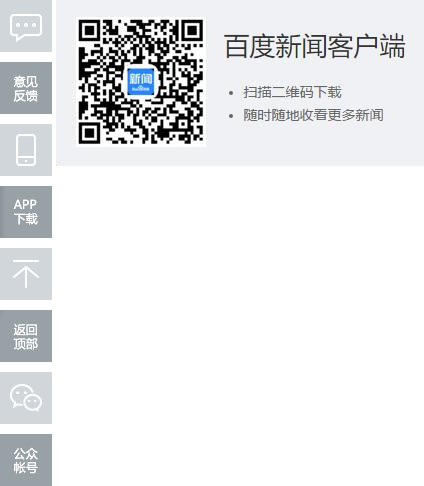 意见
反馈
APP
下载
返回
顶部
公众
帐号
新闻
百度新闻客户端
扫描二维码下载
随时随地收看更多新闻